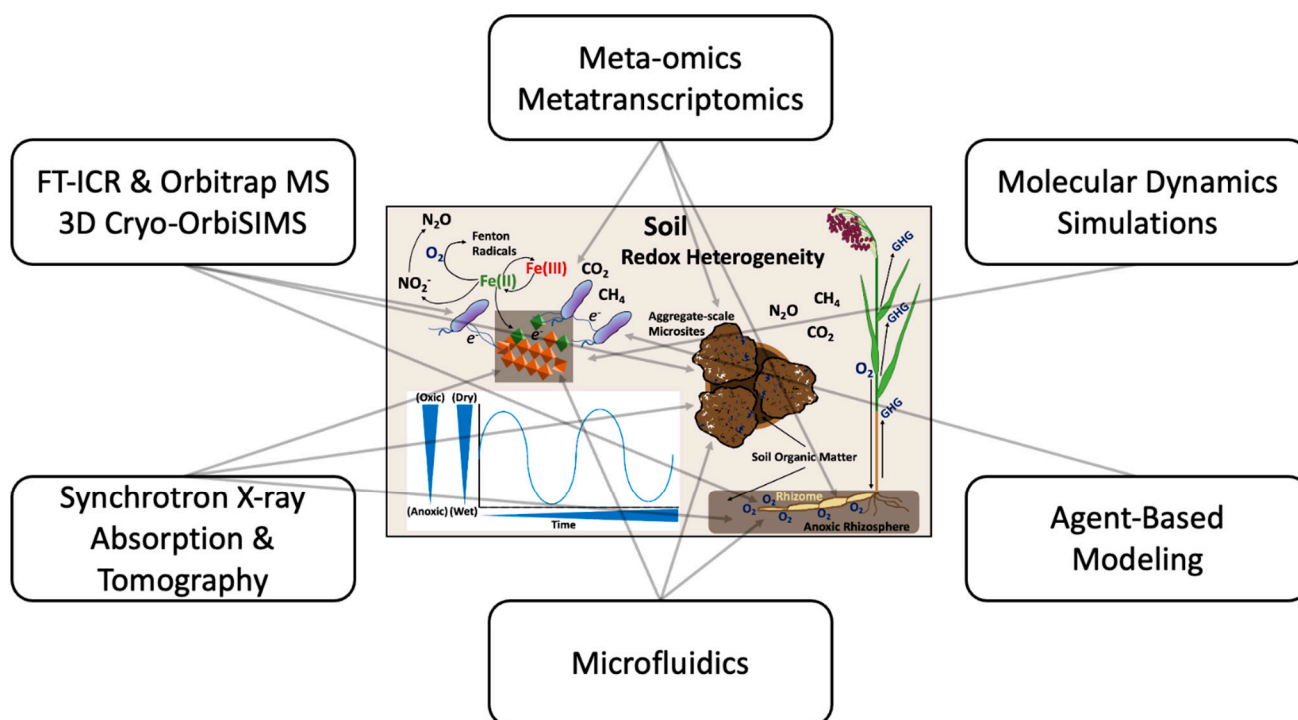 Meta-omics
Metatranscriptomics
FT-ICR & Orbitrap MS
3D Cryo-OrbiSIMS
Molecular Dynamics
Simulations
Soil
Redox Heterogeneity
N₂O
O₂
Fenton
Radicals
NO₂⁻
Fe(II)
Fe(III)
CO₂
CH₄
e⁻
e⁻
e⁻
Aggregate-scale
Microsites
N₂O
CH₄
CO₂
GHG
GHG
O₂
GHG
(Oxic) (Dry)
(Anoxic) (Wet)
Time
Soil Organic Matter
Rhizome
O₂
O₂
O₂
O₂
O₂
Anoxic Rhizosphere
Synchrotron X-ray
Absorption &
Tomography
Agent-Based
Modeling
Microfluidics